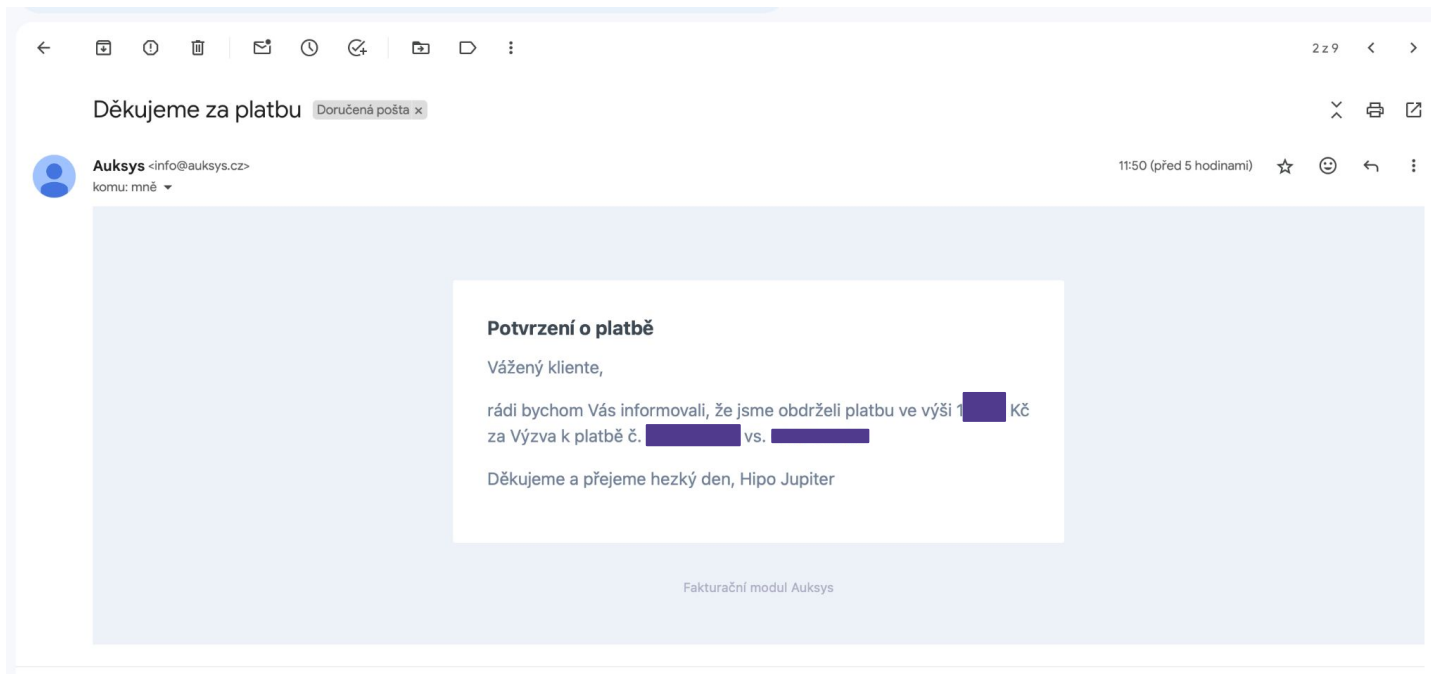 2 z 9
Děkujeme za platbu Doručená pošta ×
Auksys <info@auksys.cz> 11:50 (před 5 hodinami)
komu: mně
Potvrzení o platbě
Vážený kliente,
rádi bychom Vás informovali, že jsme obdrželi platbu ve výši 1 Kč
za Výzva k platbě č. vs.
Děkujeme a přejeme hezký den, Hipo Jupiter
Fakturační modul Auksys